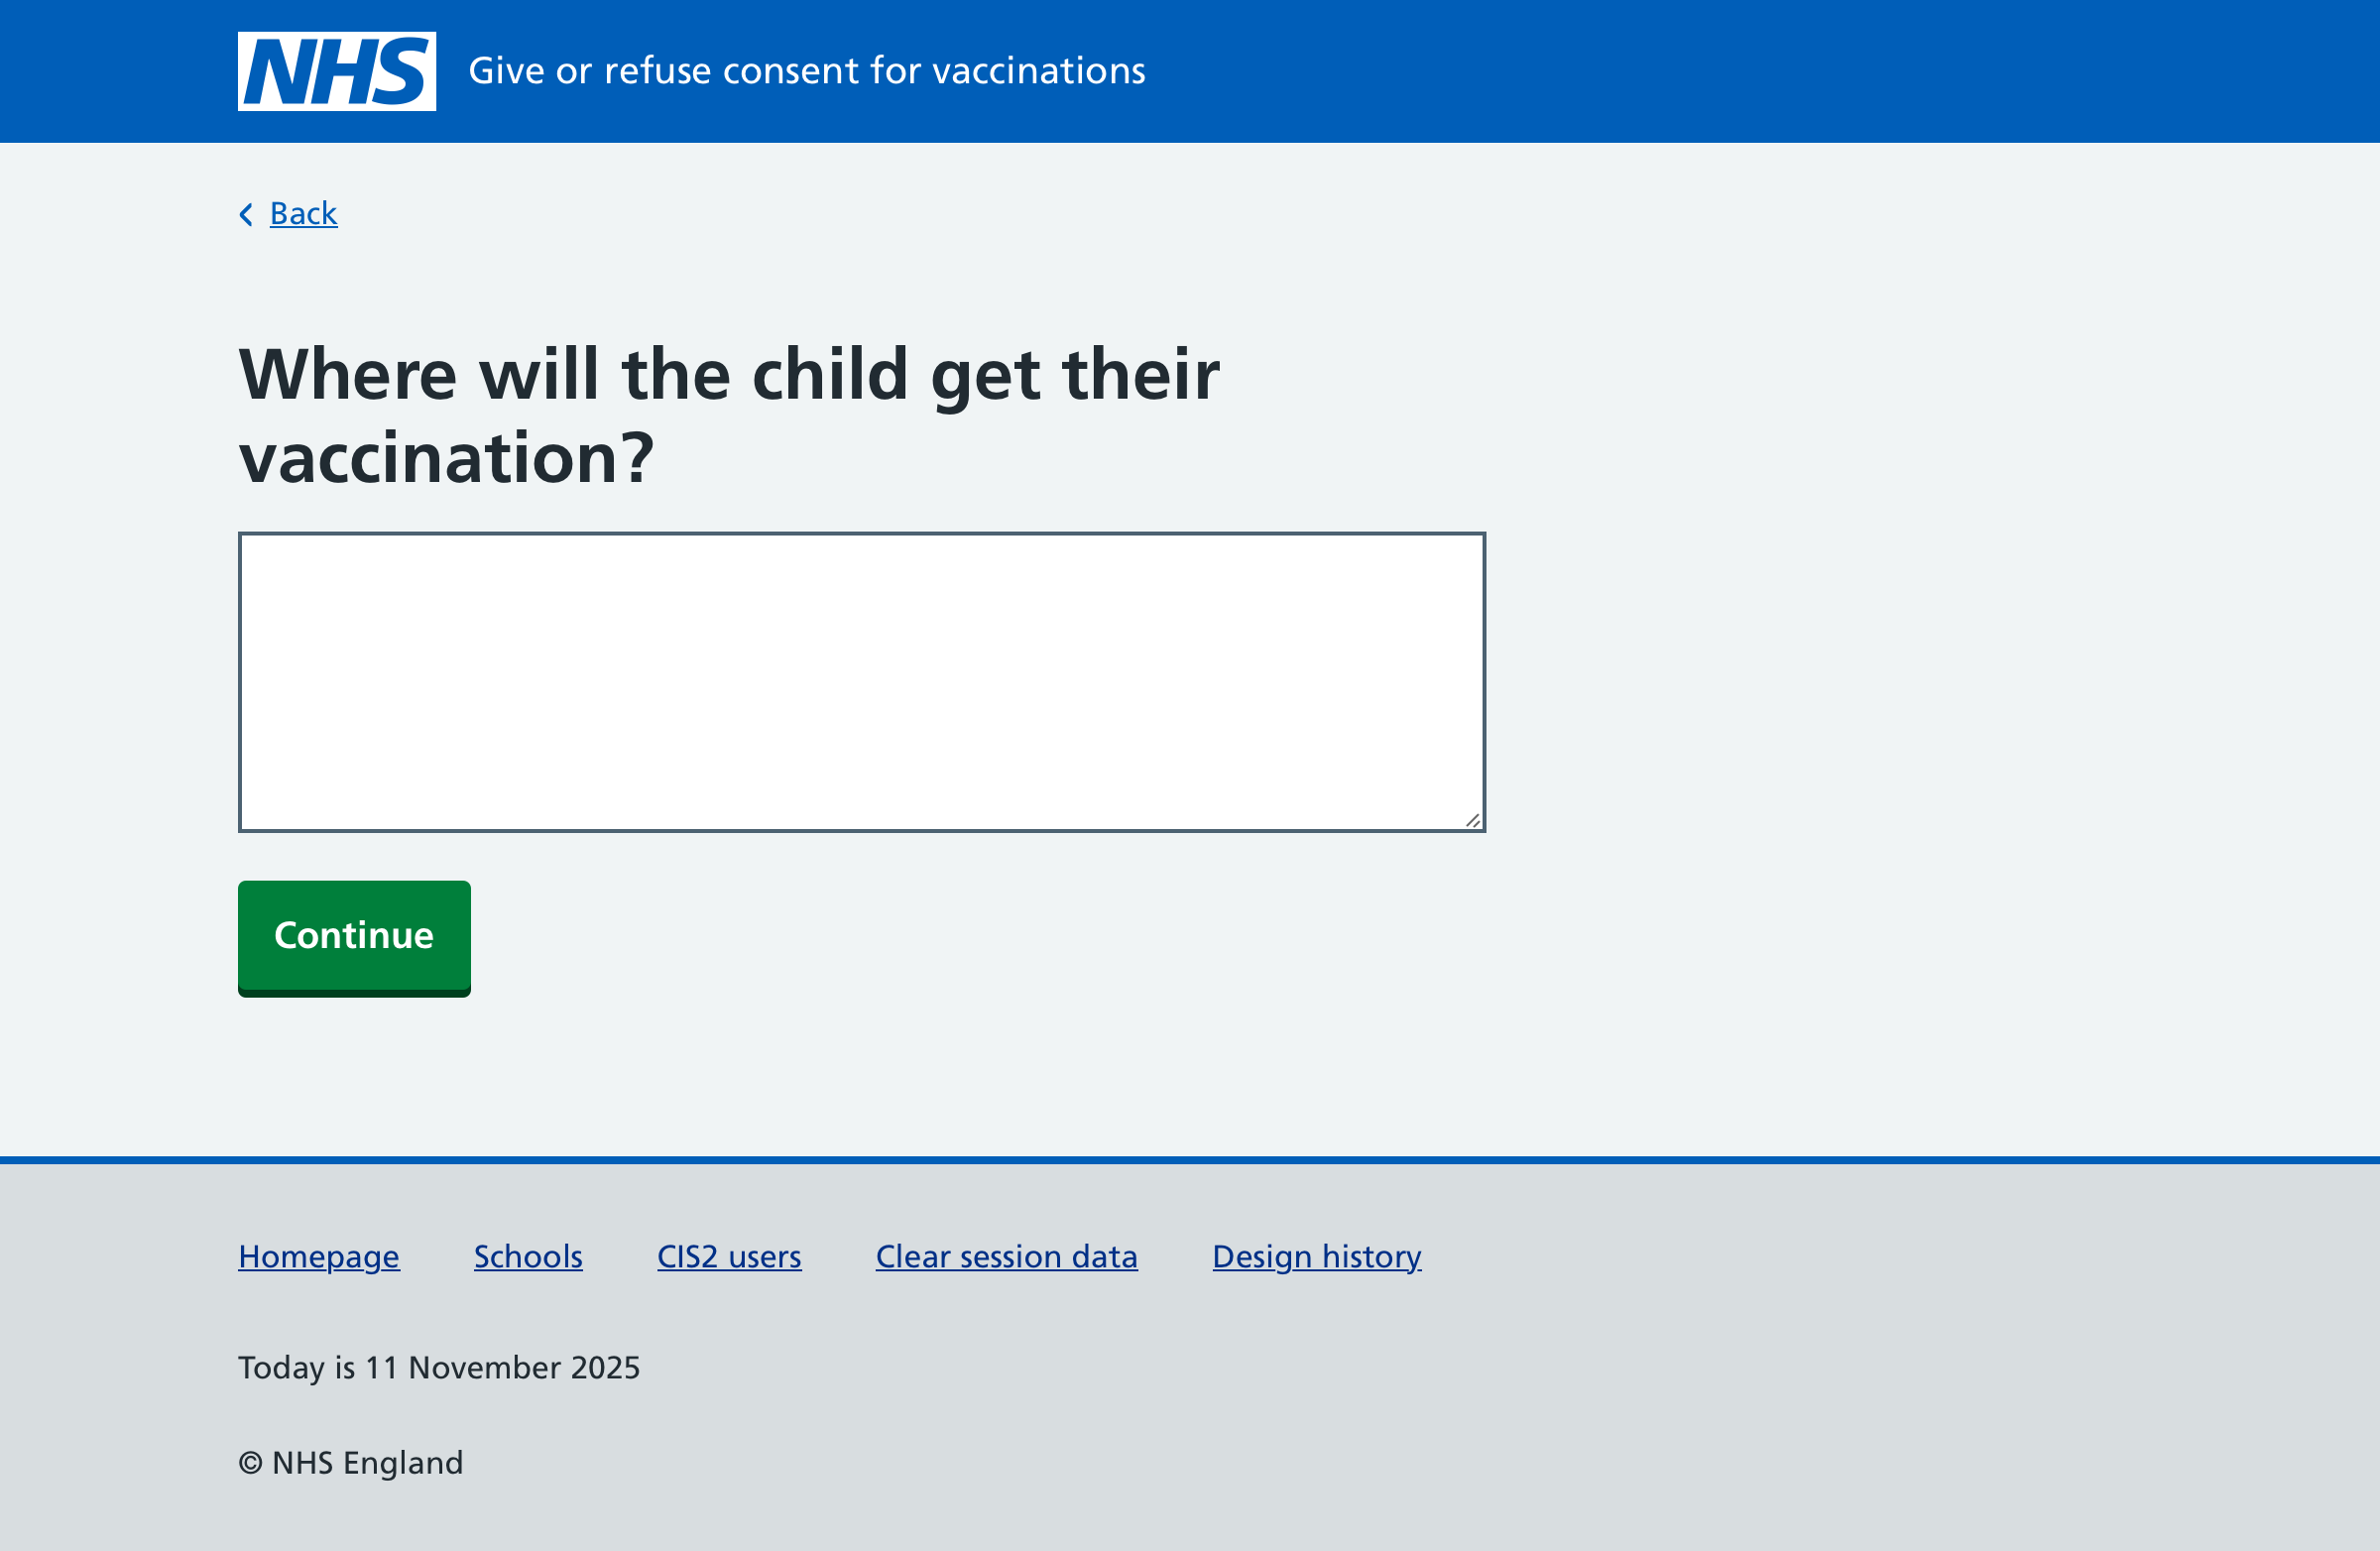 NHS
Give or refuse consent for vaccinations
Back
Where will the child get their
vaccination?
Continue
Homepage
Schools
CIS2 users
Clear session data
Design history
Today is 11 November 2025
© NHS England